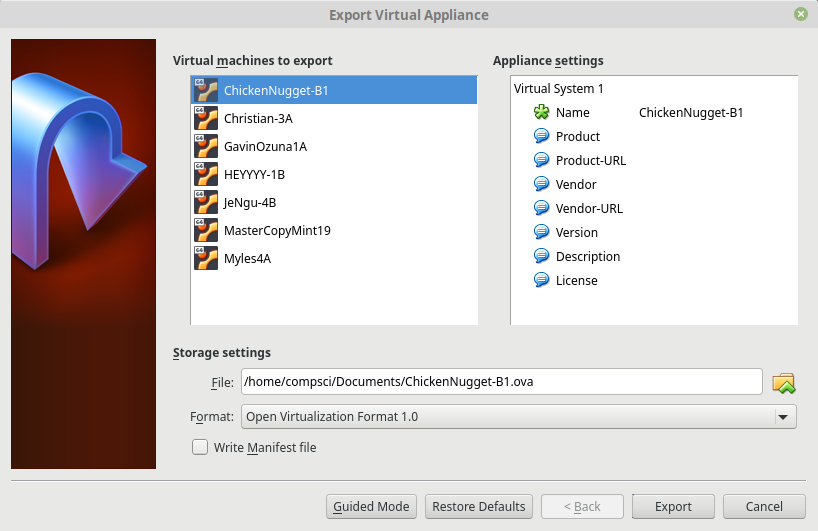 Export Virtual Appliance
Virtual machines to export
ChickenNugget-B1
Christian-3A
GavinOzuna1A
HEYYYY-1B
JeNgu-4B
MasterCopyMint19
Myles4A
Appliance settings
Virtual System 1
Name ChickenNugget-B1
Product
Product-URL
Vendor
Vendor-URL
Version
Description
License
Storage settings
File: /home/compsci/Documents/ChickenNugget-B1.ova
Format: Open Virtualization Format 1.0
Write Manifest file
Guided Mode Restore Defaults < Back Export Cancel